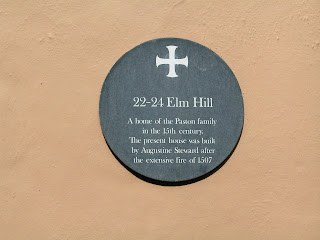 22-24 Elm Hill
A home of the Paston family
in the 15th century.
The present house was built
by Augustine Steward after
the extensive fire of 1507